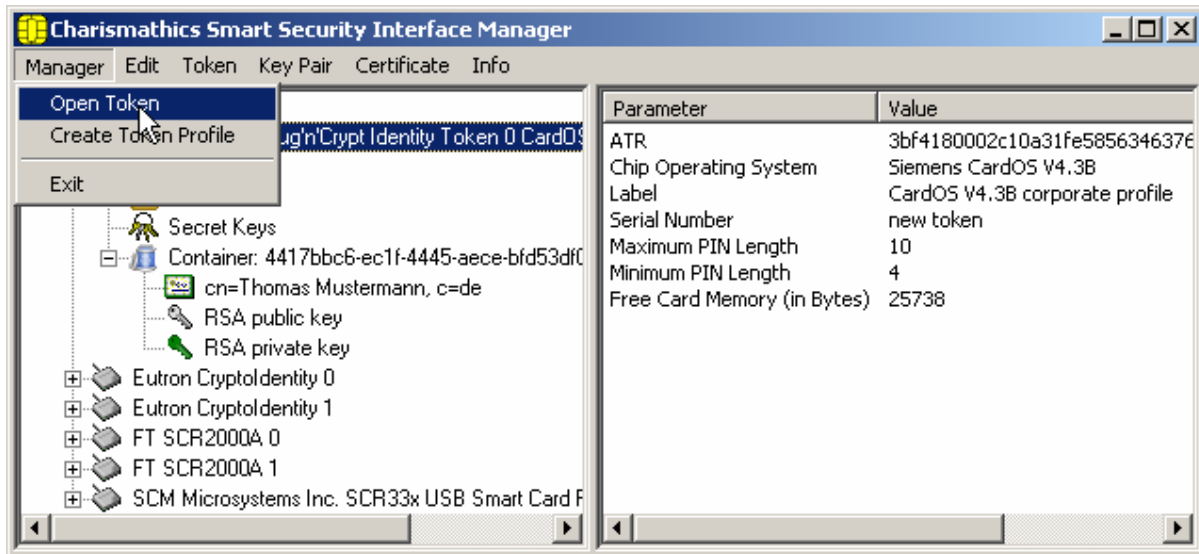 Charismathics Smart Security Interface Manager
Manager Edit Token Key Pair Certificate Info
Open Token
Create Token Profile
Exit
ug'n'Crypt Identity Token 0 CardOS
Secret Keys
Container: 4417bbc6-ec1f-4445-aece-bfd53df0
cn=Thomas Mustermann, c=de
RSA public key
RSA private key
Eutron CryptoIdentity 0
Eutron CryptoIdentity 1
FT SCR2000A 0
FT SCR2000A 1
SCM Microsystems Inc. SCR33x USB Smart Card R
Parameter Value
ATR 3bf4180002c10a31fe5856346376
Chip Operating System Siemens CardOS V4.3B
Label CardOS V4.3B corporate profile
Serial Number new token
Maximum PIN Length 10
Minimum PIN Length 4
Free Card Memory (in Bytes) 25738